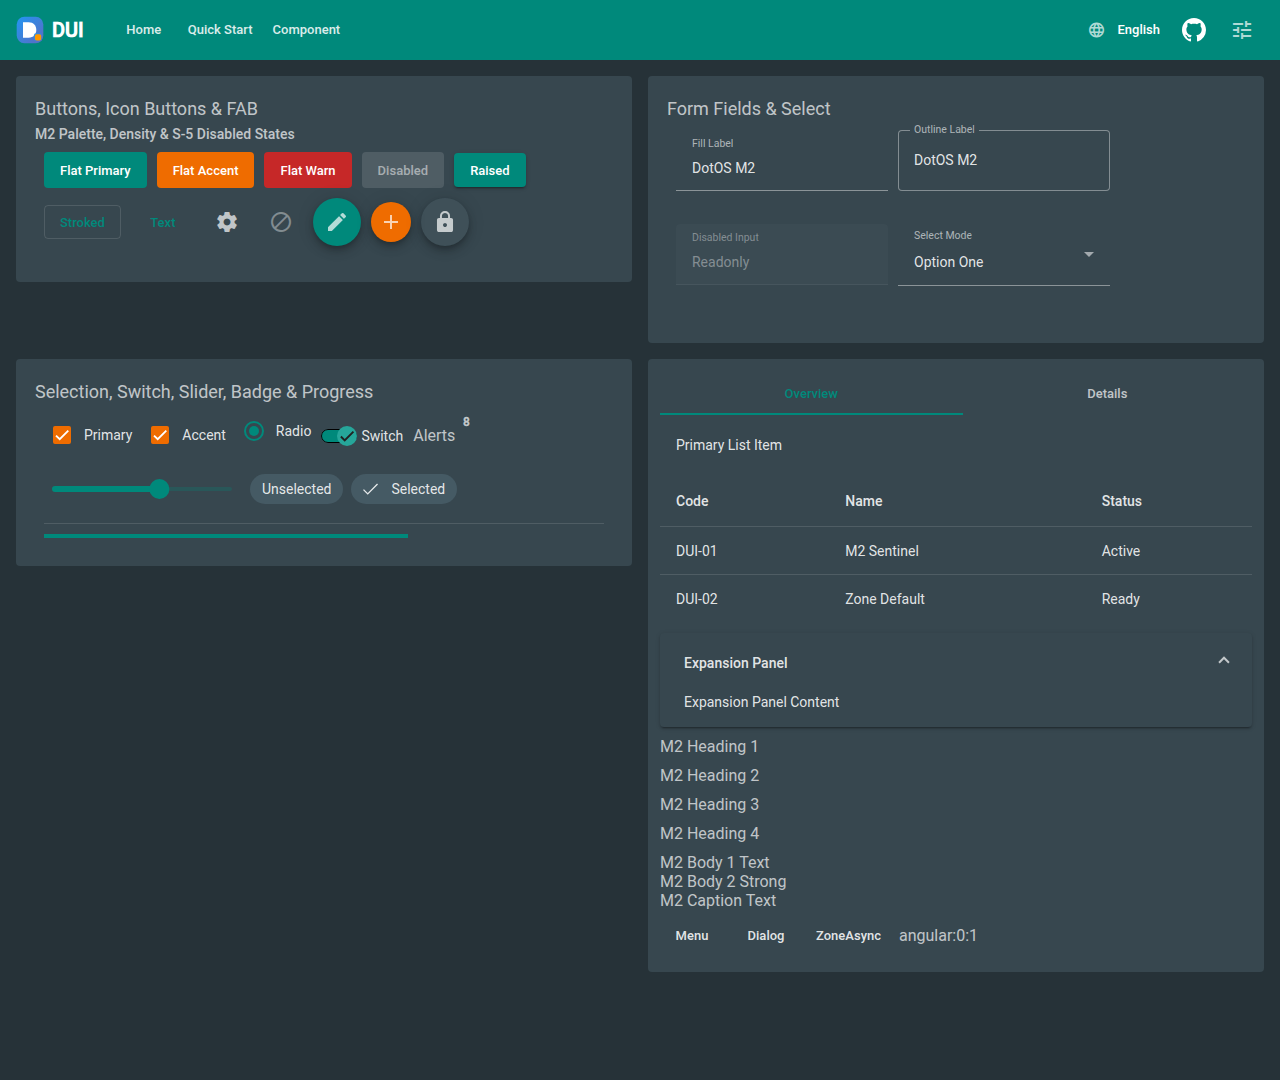 DUI Home Quick Start Component English
Buttons, Icon Buttons & FAB
M2 Palette, Density & S-5 Disabled States
Flat Primary Flat Accent Flat Warn Disabled Raised
Stroked Text
Form Fields & Select
Fill Label
DotOS M2
Outline Label
DotOS M2
Disabled Input
Readonly
Select Mode
Option One
Selection, Switch, Slider, Badge & Progress
Primary Accent Radio Switch Alerts 8
Unselected Selected
Overview Details
Primary List Item
Code Name Status
DUI-01 M2 Sentinel Active
DUI-02 Zone Default Ready
Expansion Panel
Expansion Panel Content
M2 Heading 1
M2 Heading 2
M2 Heading 3
M2 Heading 4
M2 Body 1 Text
M2 Body 2 Strong
M2 Caption Text
Menu Dialog ZoneAsync angular:0:1